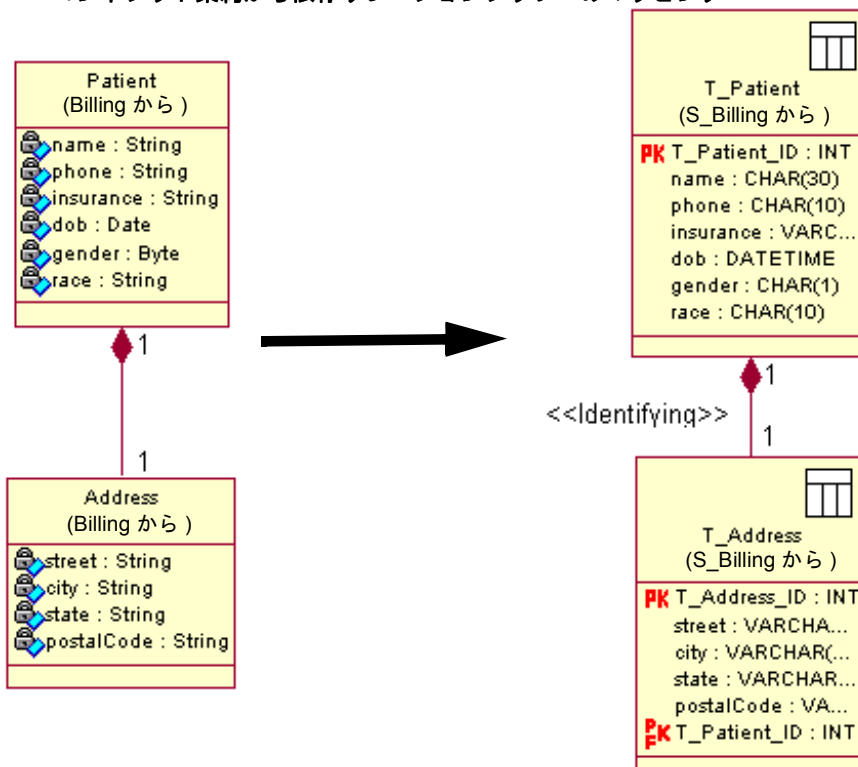 Patient
(Billing から )
name : String
phone : String
insurance : String
dob : Date
gender : Byte
race : String
1
1
Address
(Billing から )
street : String
city : String
state : String
postalCode : String
T_Patient
(S_Billing から )
PK T_Patient_ID : INT
name : CHAR(30)
phone : CHAR(10)
insurance : VARC...
dob : DATETIME
gender : CHAR(1)
race : CHAR(10)
1
<<Identifying>>
1
T_Address
(S_Billing から )
PK T_Address_ID : INT
street : VARCHA...
city : VARCHAR(...
state : VARCHAR...
postalCode : VA...
PFK T_Patient_ID : INT